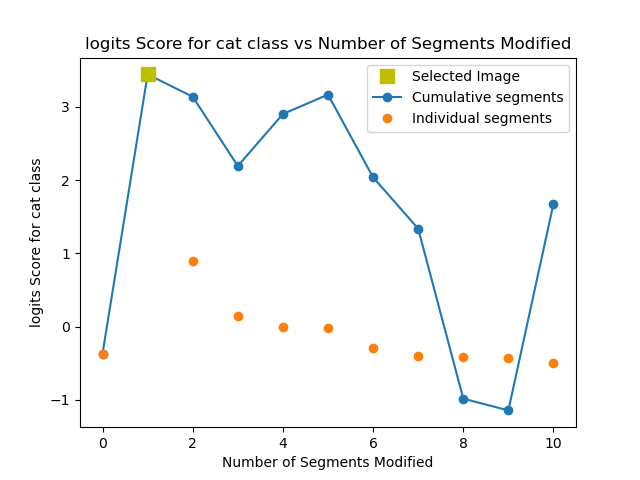 logits Score for cat class vs Number of Segments Modified
Selected Image
Cumulative segments
Individual segments
logits Score for cat class
3
2
1
0
−1
0 2 4 6 8 10
Number of Segments Modified